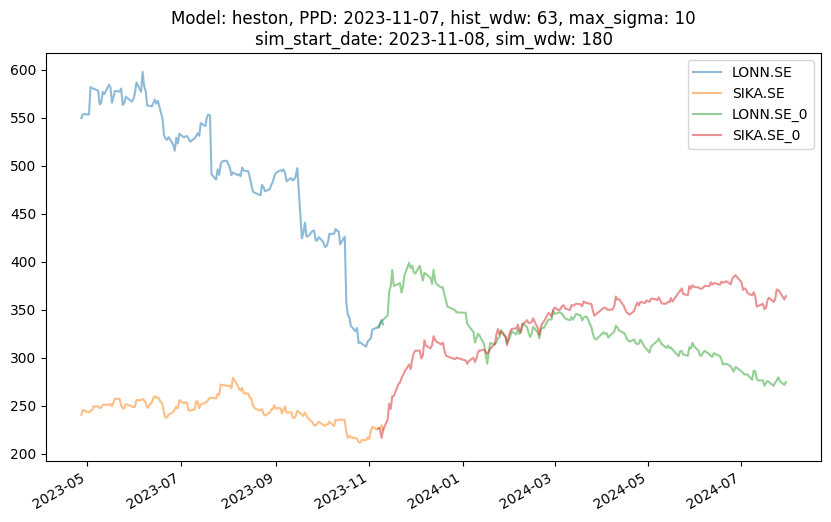 Model: heston, PPD: 2023-11-07, hist_wdw: 63, max_sigma: 10
sim_start_date: 2023-11-08, sim_wdw: 180
LONN.SE
SIKA.SE
LONN.SE_0
SIKA.SE_0
600
550
500
450
400
350
300
250
200
2023-05
2023-07
2023-09
2023-11
2024-01
2024-03
2024-05
2024-07